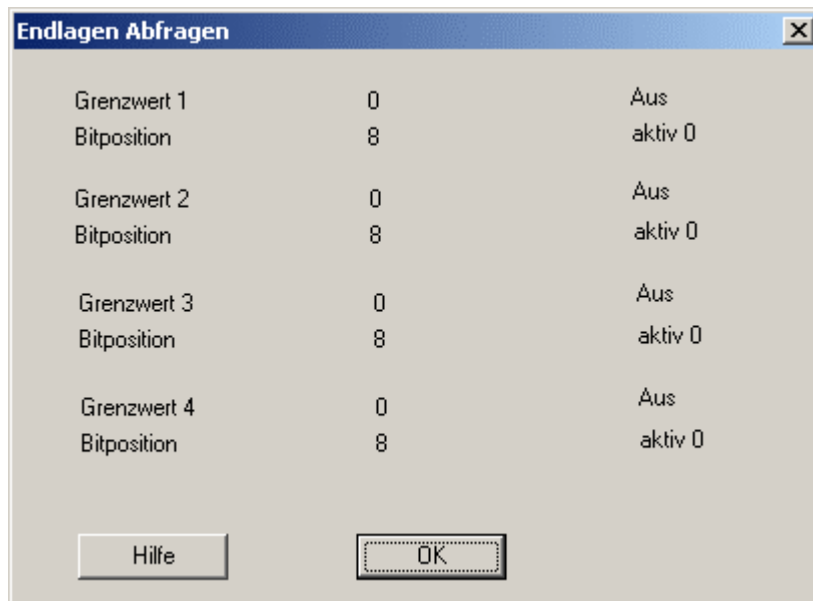 Endlagen Abfragen
Grenzwert 1 0 Aus
Bitposition 8 aktiv 0
Grenzwert 2 0 Aus
Bitposition 8 aktiv 0
Grenzwert 3 0 Aus
Bitposition 8 aktiv 0
Grenzwert 4 0 Aus
Bitposition 8 aktiv 0
Hilfe OK